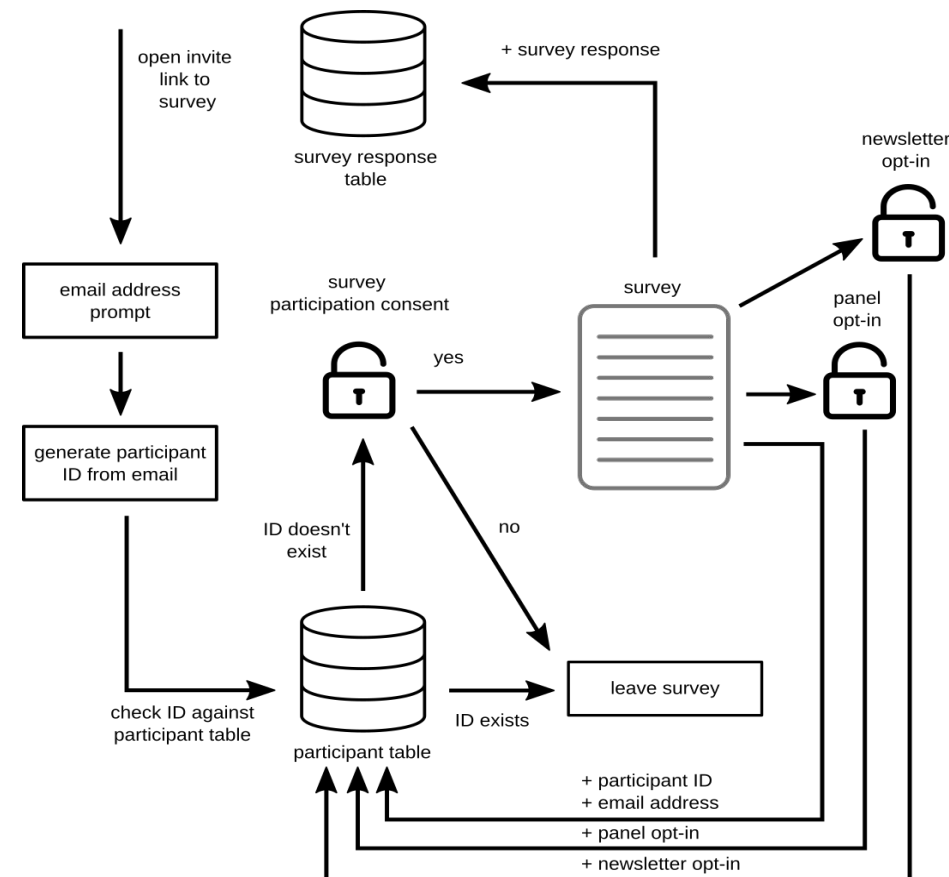 open invite
link to
survey
+ survey response
survey response
table
newsletter
opt-in
email address
prompt
survey
participation consent
survey
panel
opt-in
yes
generate participant
ID from email
ID doesn't
exist
no
check ID against
participant table
participant table
ID exists
leave survey
+ participant ID
+ email address
+ panel opt-in
+ newsletter opt-in